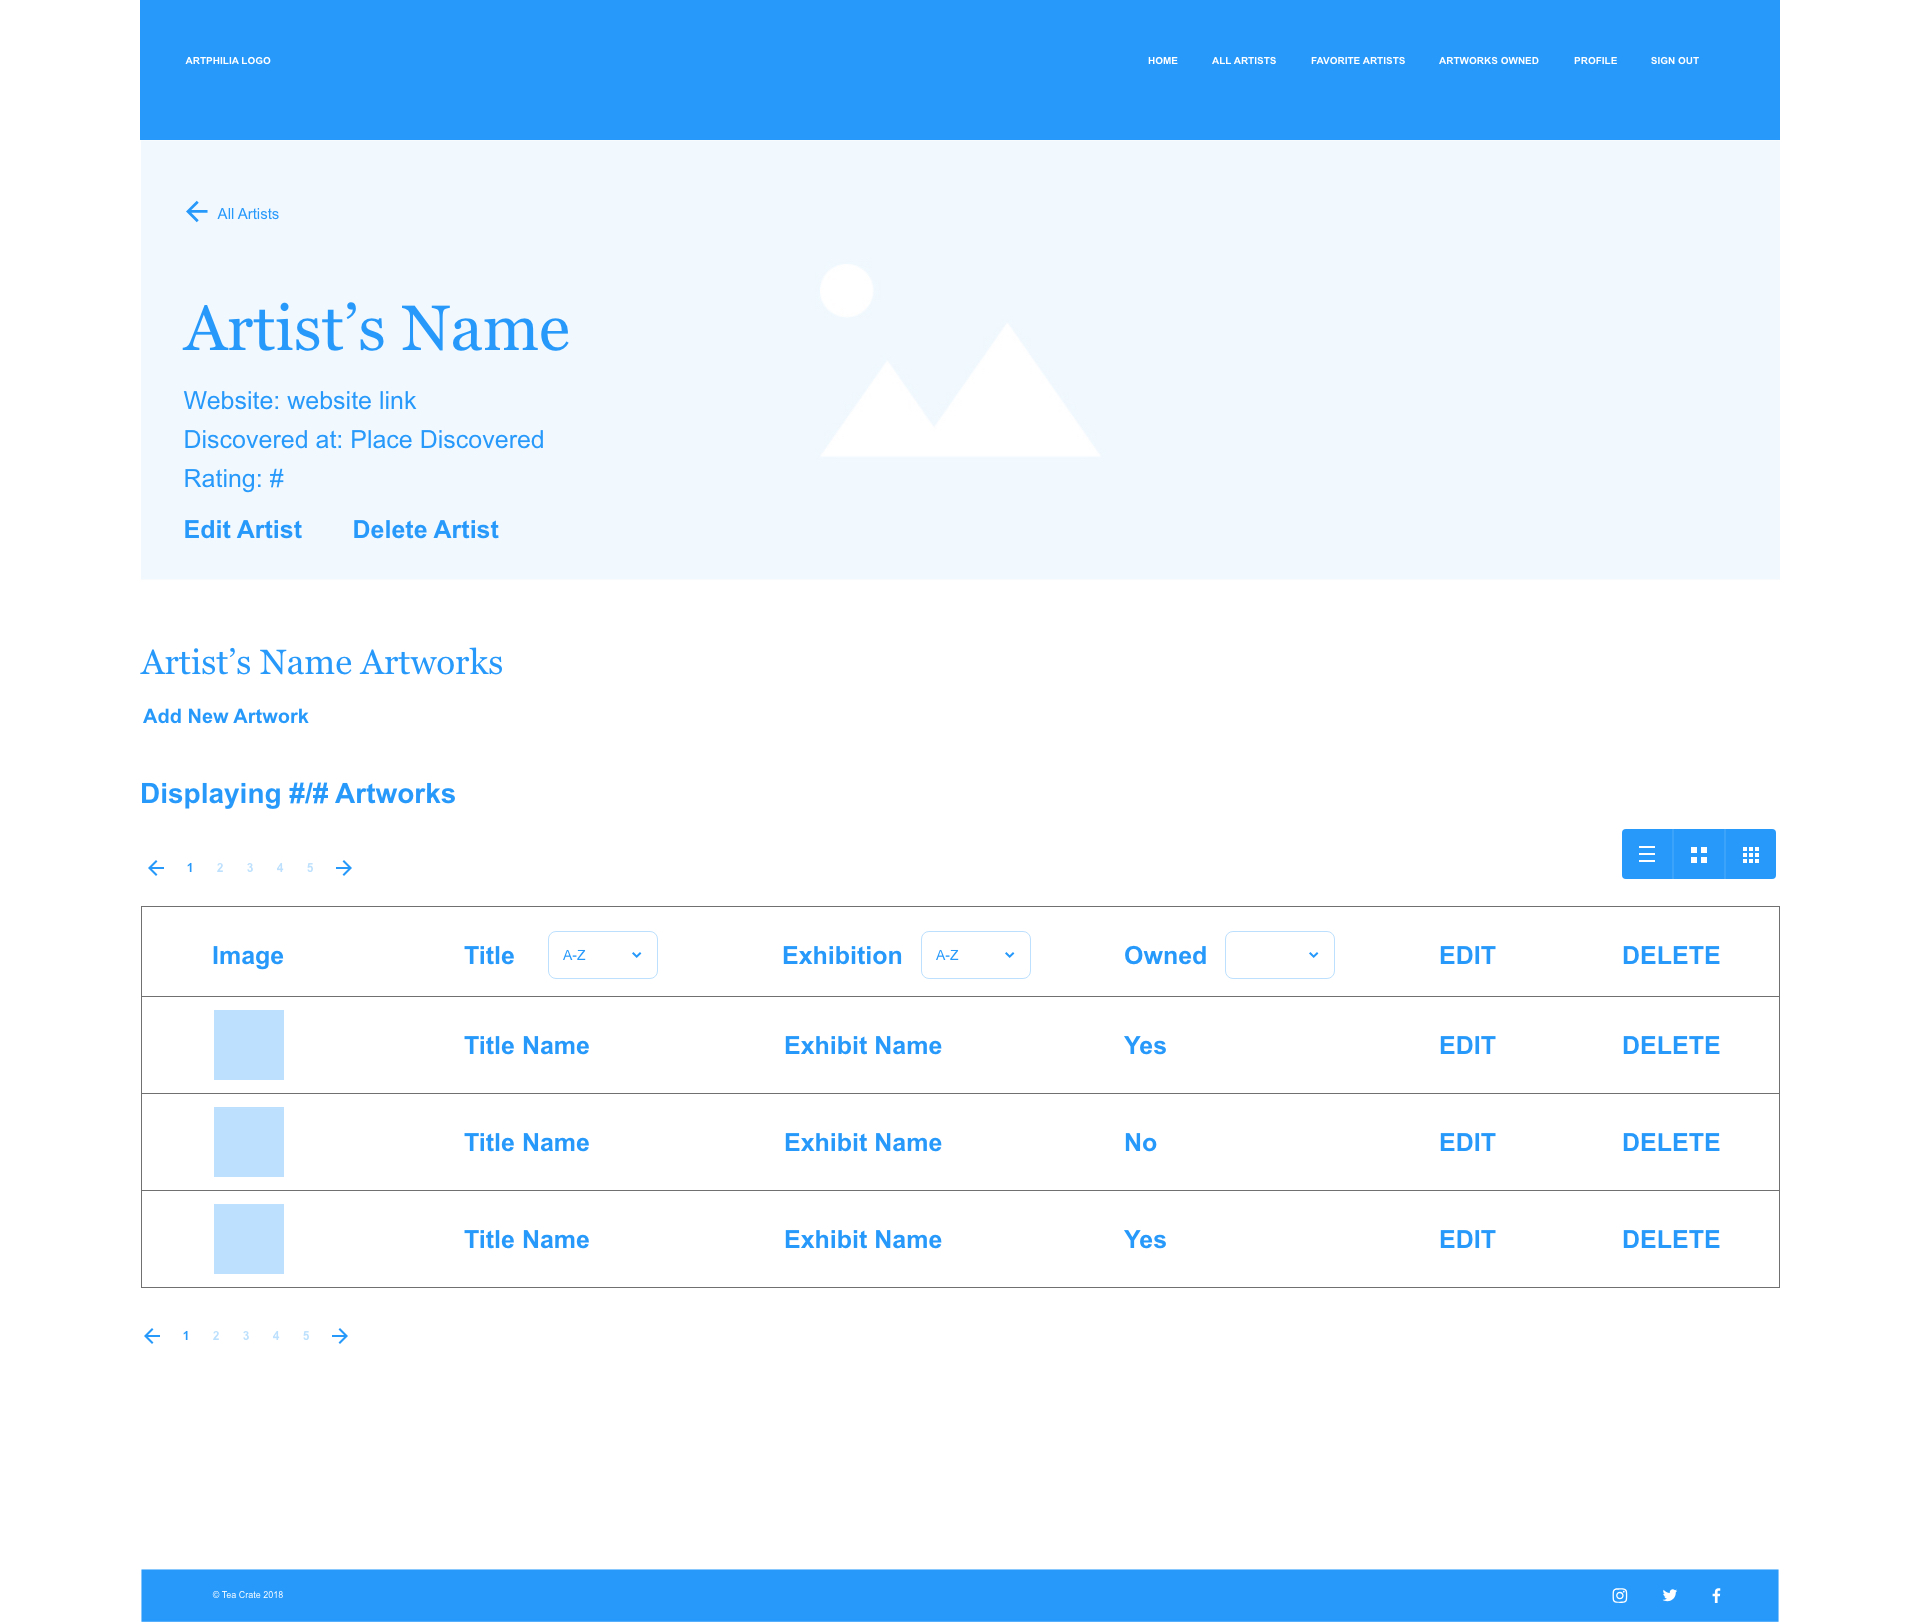 ARTPHILIA LOGO HOME ALL ARTISTS FAVORITE ARTISTS ARTWORKS OWNED PROFILE SIGN OUT
All Artists
Artist’s Name
Website: website link
Discovered at: Place Discovered
Rating: #
Edit Artist Delete Artist
Artist’s Name Artworks
Add New Artwork
Displaying #/# Artworks
1 2 3 4 5
Image Title A-Z Exhibition A-Z Owned EDIT DELETE
Title Name Exhibit Name Yes EDIT DELETE
Title Name Exhibit Name No EDIT DELETE
Title Name Exhibit Name Yes EDIT DELETE
1 2 3 4 5
© Tea Crate 2018